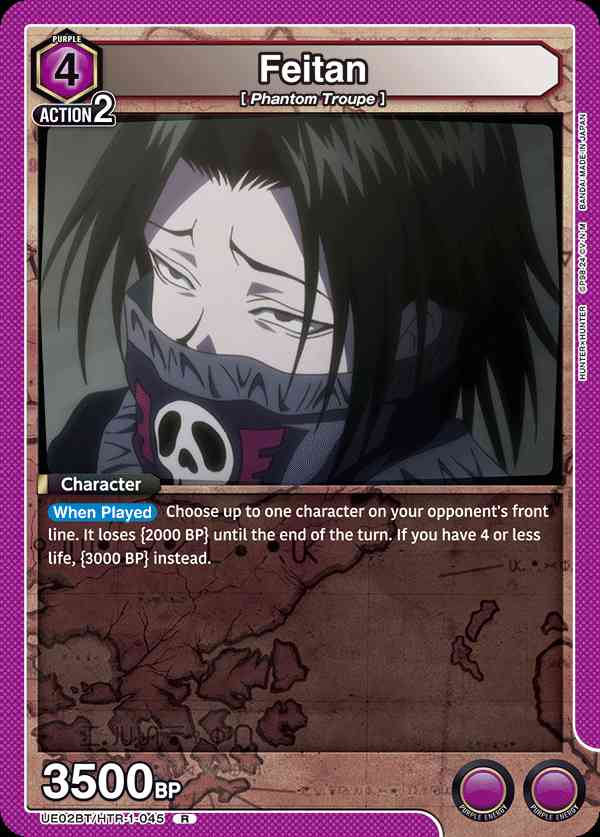 PURPLE
4
ACTION2
Feitan
[ Phantom Troupe ]
HUNTER×HUNTER ©P98-24 ©V, N, M BANDAI MADE IN JAPAN
Character
When Played Choose up to one character on your opponent's front
line. It loses {2000 BP} until the end of the turn. If you have 4 or less
life, {3000 BP} instead.
3500BP
PURPLE ENERGY PURPLE ENERGY
UE02BT/HTR-1-045 R